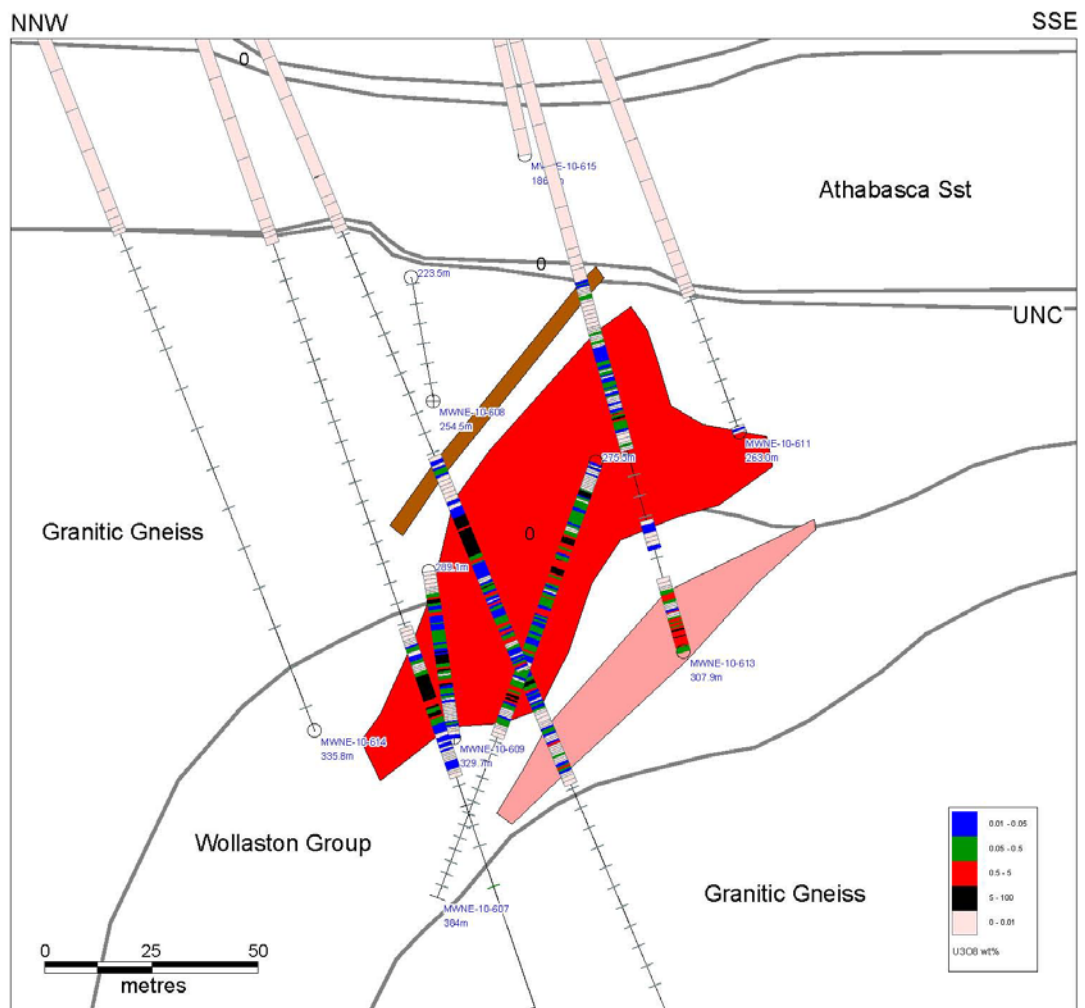 NNW
SSE
0
MWNE-10-615
Athabasca Sst
0
223.5m
UNC
MWNE-10-608
254.5m
MWNE-10-611
263.0m
275.5m
Granitic Gneiss
0
289.1m
MWNE-10-613
307.9m
MWNE-10-614
335.8m
MWNE-10-609
329.7m
Wollaston Group
Granitic Gneiss
MWNE-10-607
384m
0.01 - 0.05
0.05 - 0.5
0.5 - 5
5 - 100
0 - 0.01
U3O8 wt%
0 25 50
metres